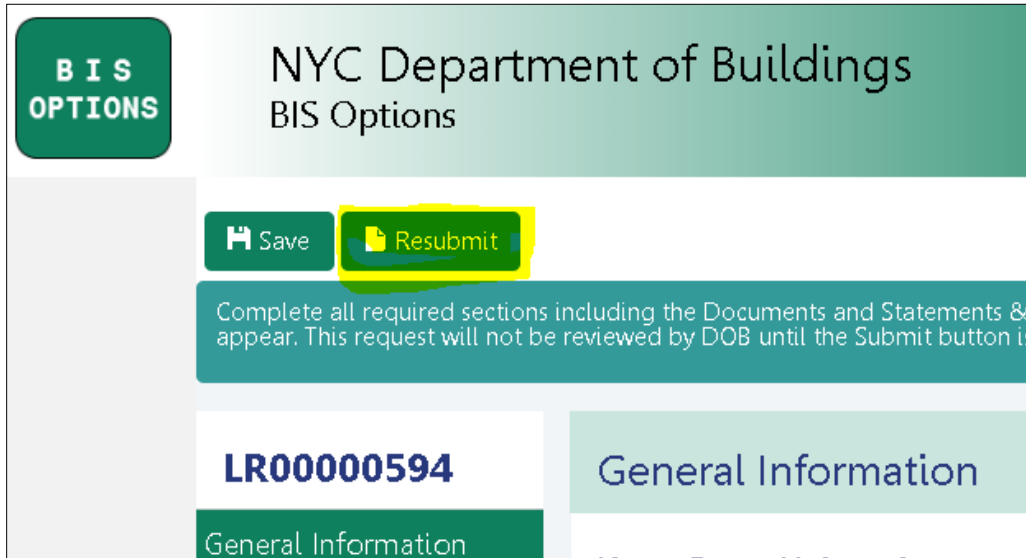 BIS
OPTIONS
NYC Department of Buildings
BIS Options
Save
Resubmit
Complete all required sections including the Documents and Statements &
appear. This request will not be reviewed by DOB until the Submit button is
LR00000594
General Information
General Information